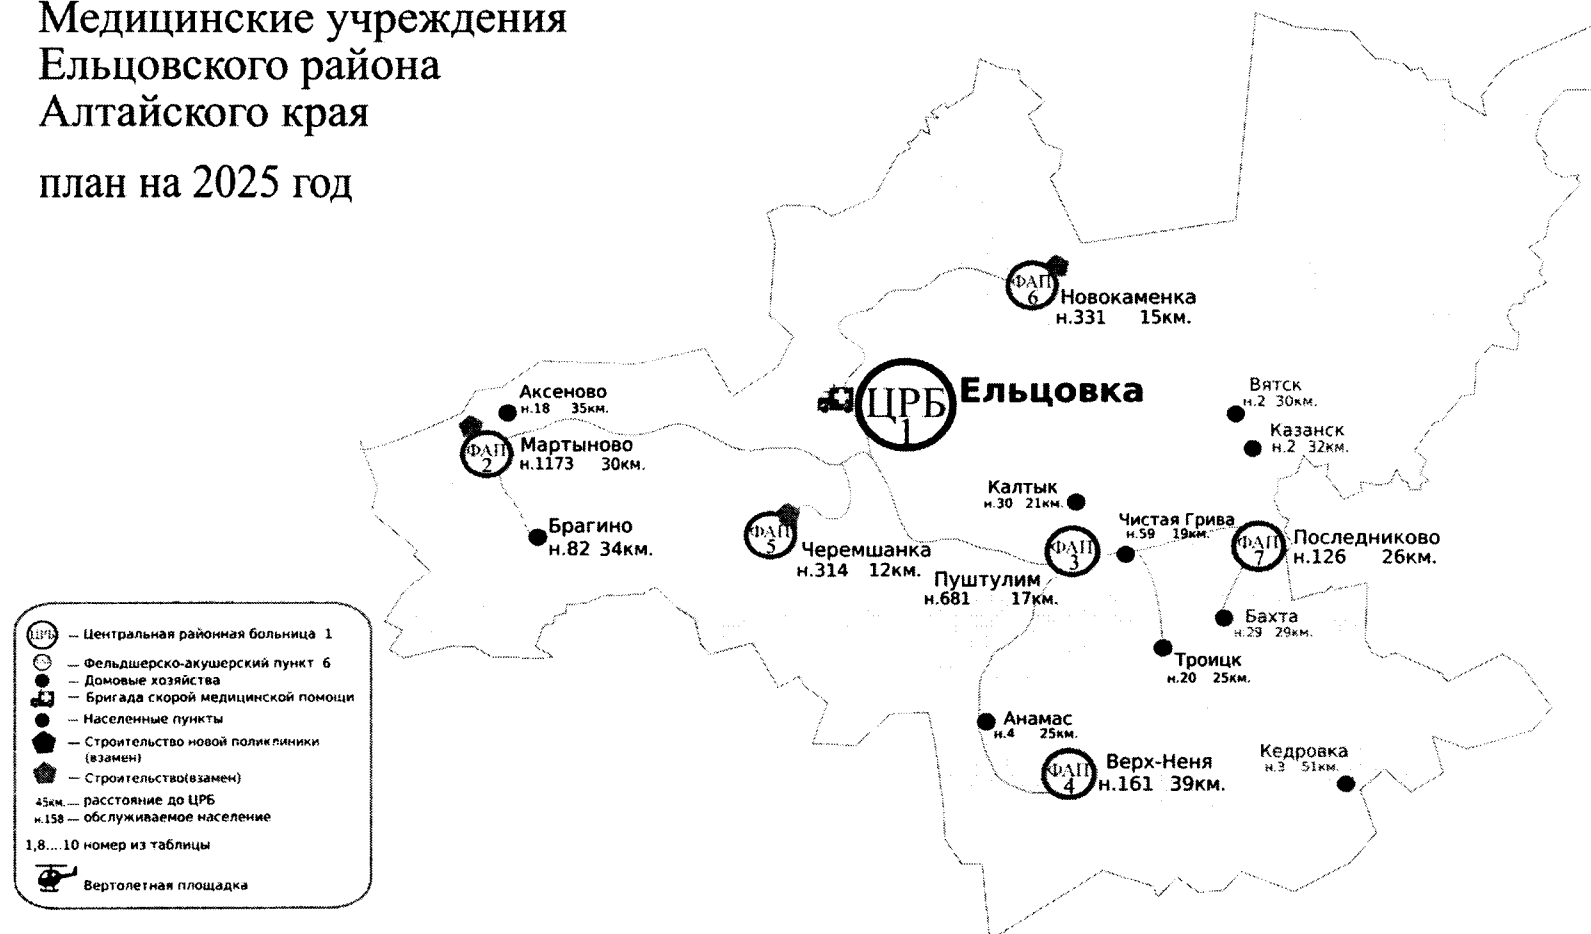 Медицинские учреждения
Ельцовского района
Алтайского края
план на 2025 год
ФАП
6
Новокаменка
н.331 15км.
ЦРБ
1
Ельцовка
Вятск
н.2 30км.
Казанск
н.2 32км.
Аксеново
н.18 35км.
ФАП
2
Мартыново
н.1173 30км.
Брагино
н.82 34км.
ФАП
5
Черемшанка
н.314 12км.
Калтык
н.30 21км.
Чистая Грива
н.59 19км.
ФАП
3
Пуштулим
н.681 17км.
ФАП
7
Последниково
н.126 26км.
Бахта
н.29 29км.
Троицк
н.20 25км.
Анамас
н.4 25км.
ФАП
4
Верх-Неня
н.161 39км.
Кедровка
н.3 51км.
ЦРБ — Центральная районная больница 1
— Фельдшерско-акушерский пункт 6
— Домовые хозяйства
— Бригада скорой медицинской помощи
— Населенные пункты
— Строительство новой поликлиники
(взамен)
— Строительство(взамен)
45км. — расстояние до ЦРБ
н.158 — обслуживаемое население
1,8....10 номер из таблицы
Вертолетная площадка